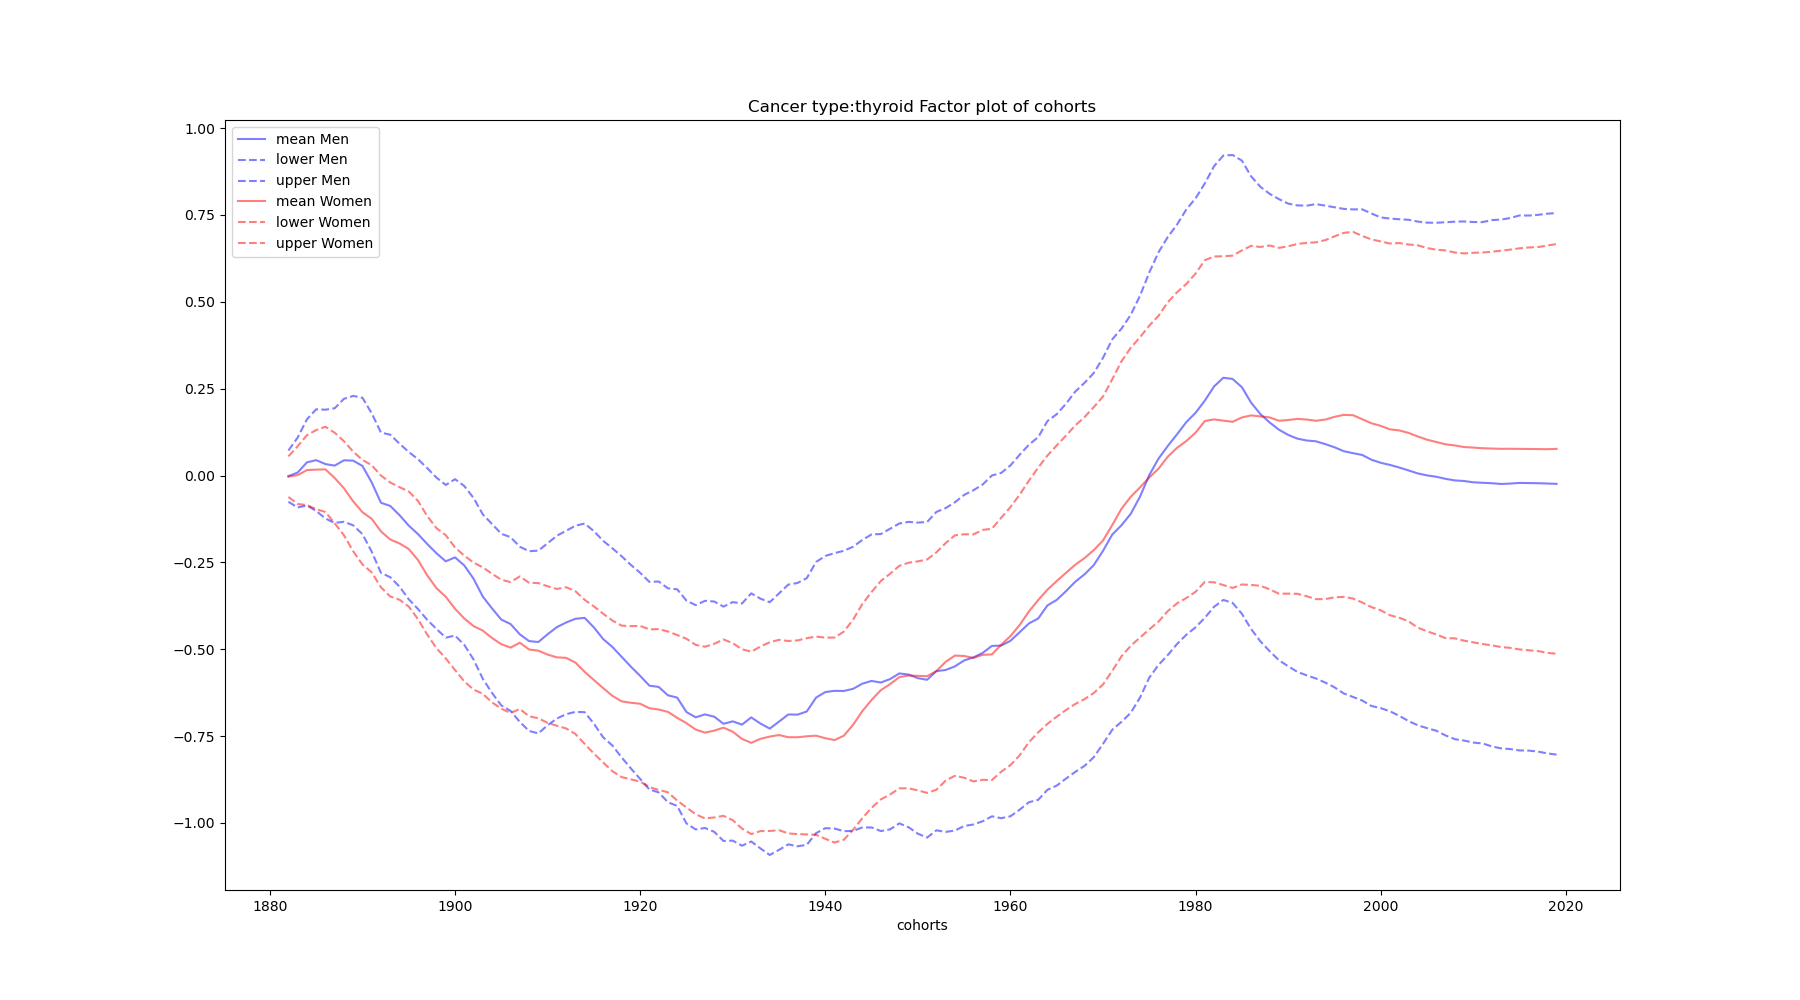 Cancer type:thyroid Factor plot of cohorts
1.00
0.75
0.50
0.25
0.00
−0.25
−0.50
−0.75
−1.00
mean Men
lower Men
upper Men
mean Women
lower Women
upper Women
1880 1900 1920 1940 1960 1980 2000 2020
cohorts